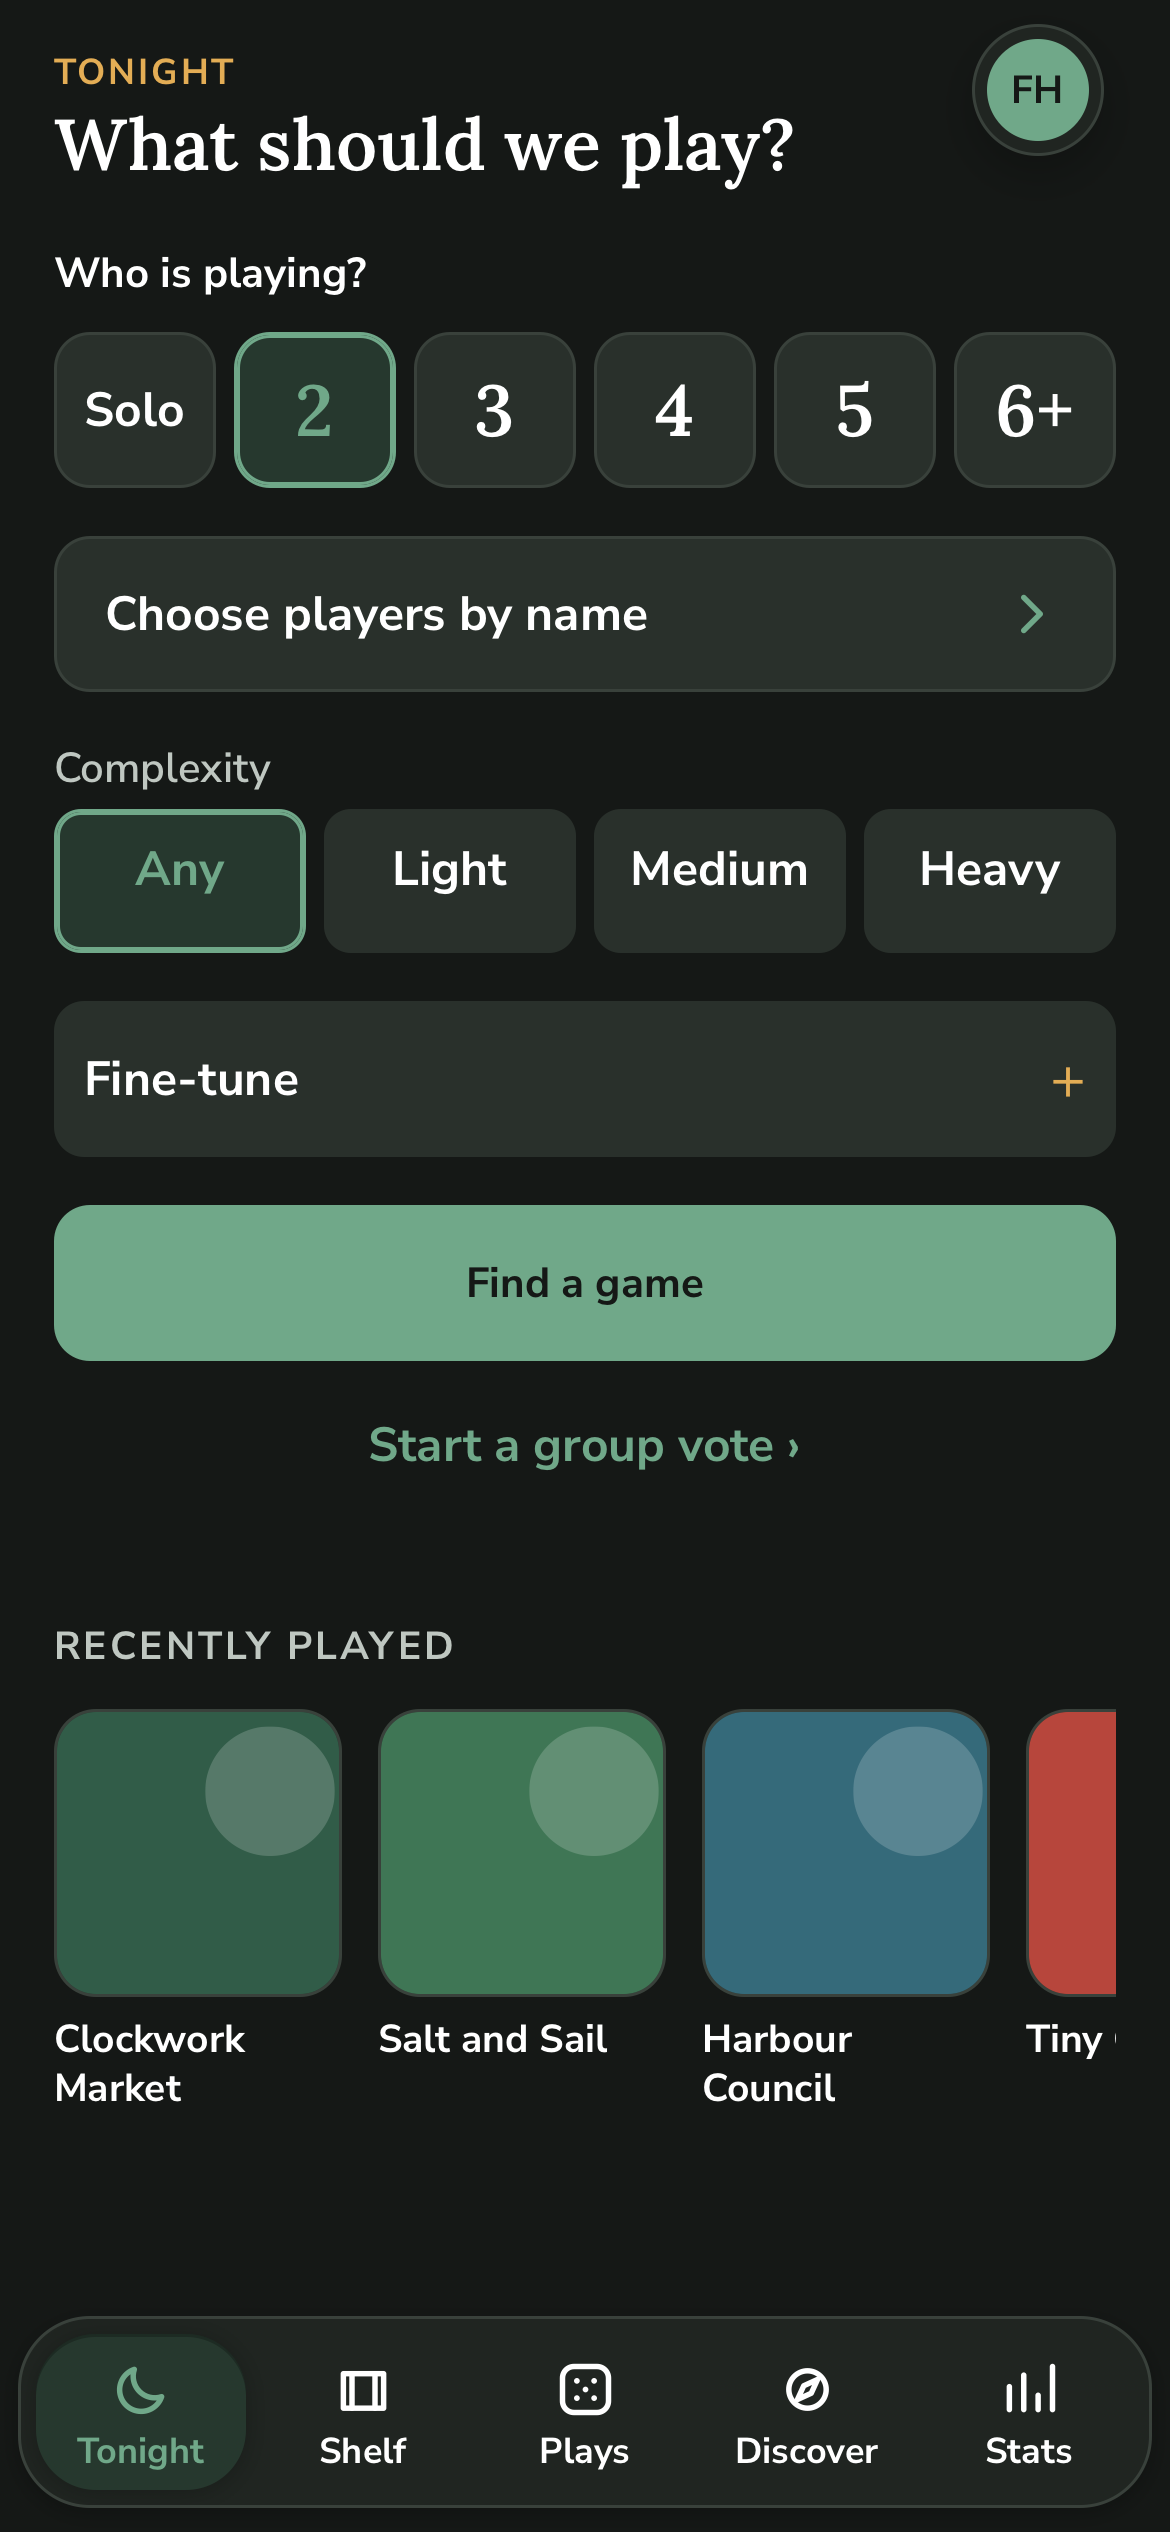 TONIGHT
FH
What should we play?
Who is playing?
Solo
2
3
4
5
6+
Choose players by name
Complexity
Any
Light
Medium
Heavy
Fine-tune
+
Find a game
Start a group vote ›
RECENTLY PLAYED
Clockwork
Market
Salt and Sail
Harbour
Council
Tiny
Tonight
Shelf
Plays
Discover
Stats